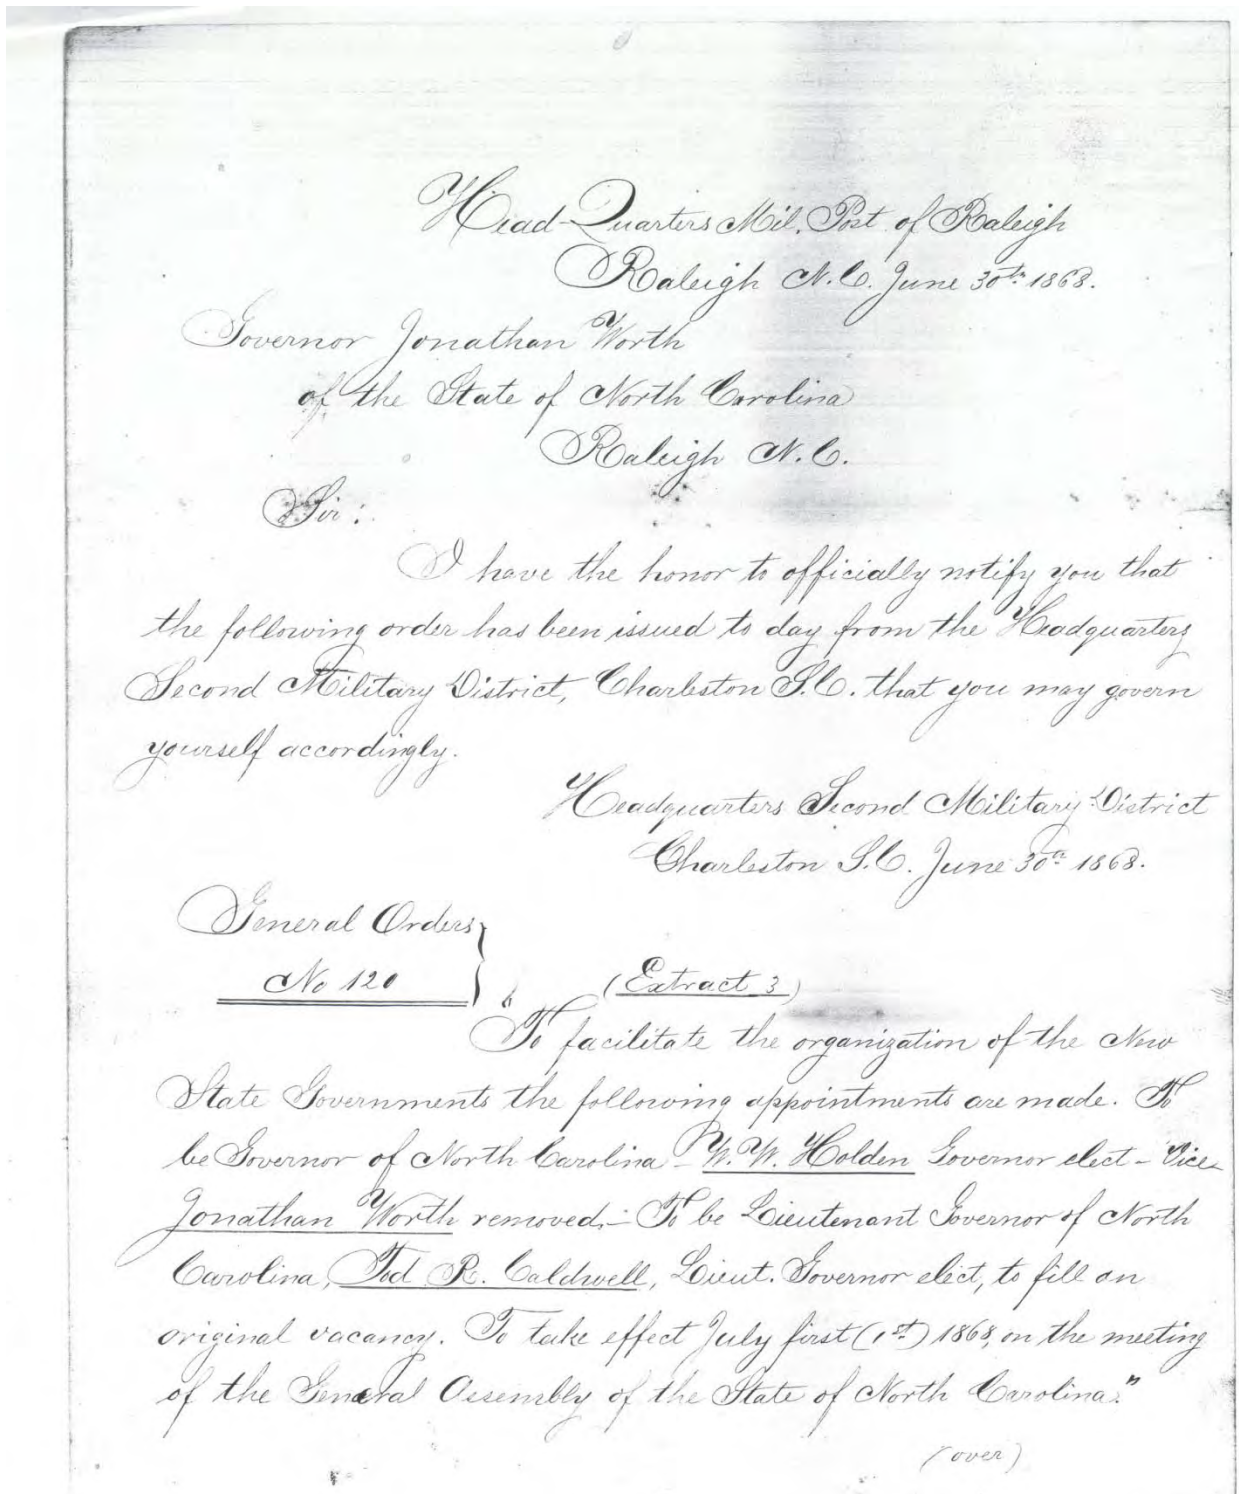 Head-Quarters Mil. Post of Raleigh
Raleigh N.C. June 30th 1868.
Governor Jonathan Worth
of the State of North Carolina
Raleigh N.C.
Sir:
I have the honor to officially notify you that
the following order has been issued to day from the Headquarters
Second Military District, Charleston S.C. that you may govern
yourself accordingly.
Headquarters Second Military District
Charleston S.C. June 30th 1868.
General Orders
No 120
(Extract 3)
To facilitate the organization of the New
State Governments the following appointments are made. To
be Governor of North Carolina - W. W. Holden Governor elect - Vice
Jonathan Worth removed. - To be Lieutenant Governor of North
Carolina, Tod R. Caldwell, Lieut. Governor elect, to fill an
original vacancy. To take effect July first (1st) 1868, on the meeting
of the General Assembly of the State of North Carolina."
(over)